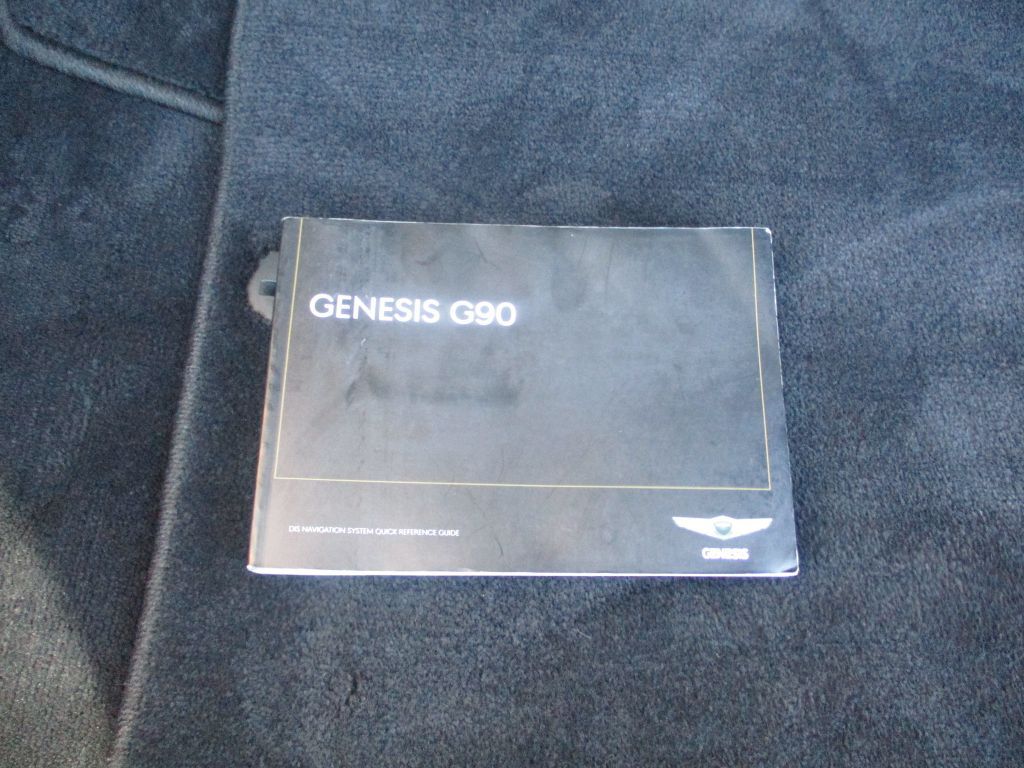 GENESIS G90
DIS NAVIGATION SYSTEM QUICK REFERENCE GUIDE
GENESIS